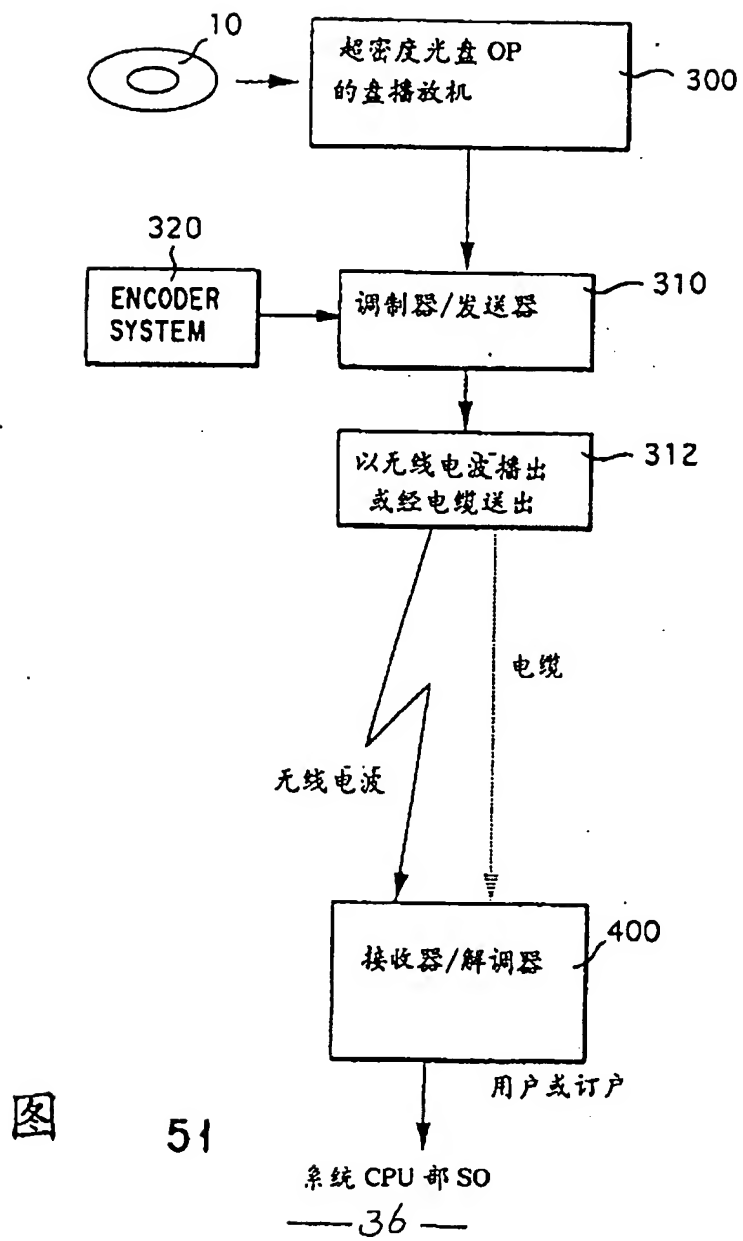 10
超密度光盘 OP
的盘播放机
300
320
ENCODER
SYSTEM
调制器/发送器
310
以无线电波播出
或经电缆送出
312
电缆
无线电波
接收器/解调器
400
用户或订户
图 51
系统 CPU 部 SO
36